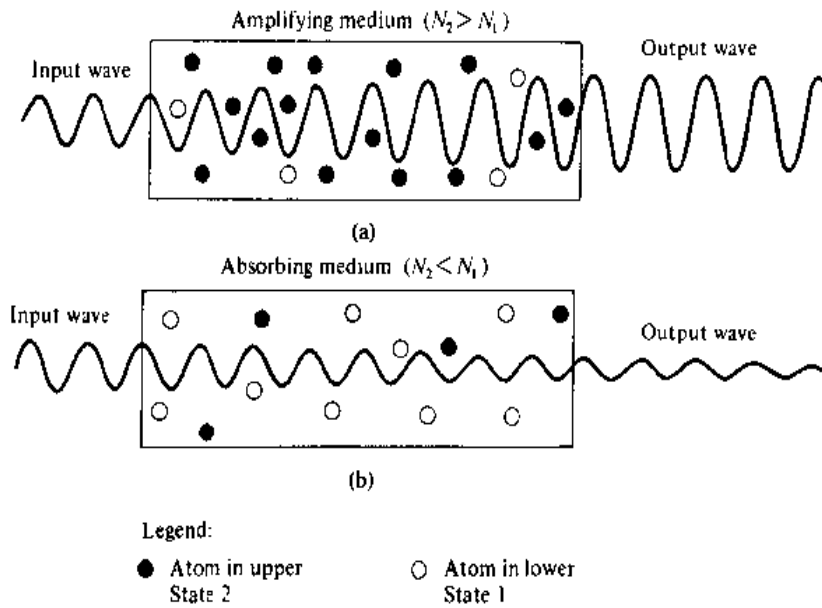 Amplifying medium (N₂ > N₁)
Input wave
Output wave
(a)
Absorbing medium (N₂ < N₁)
Input wave
Output wave
(b)
Legend:
Atom in upper
State 2
Atom in lower
State 1